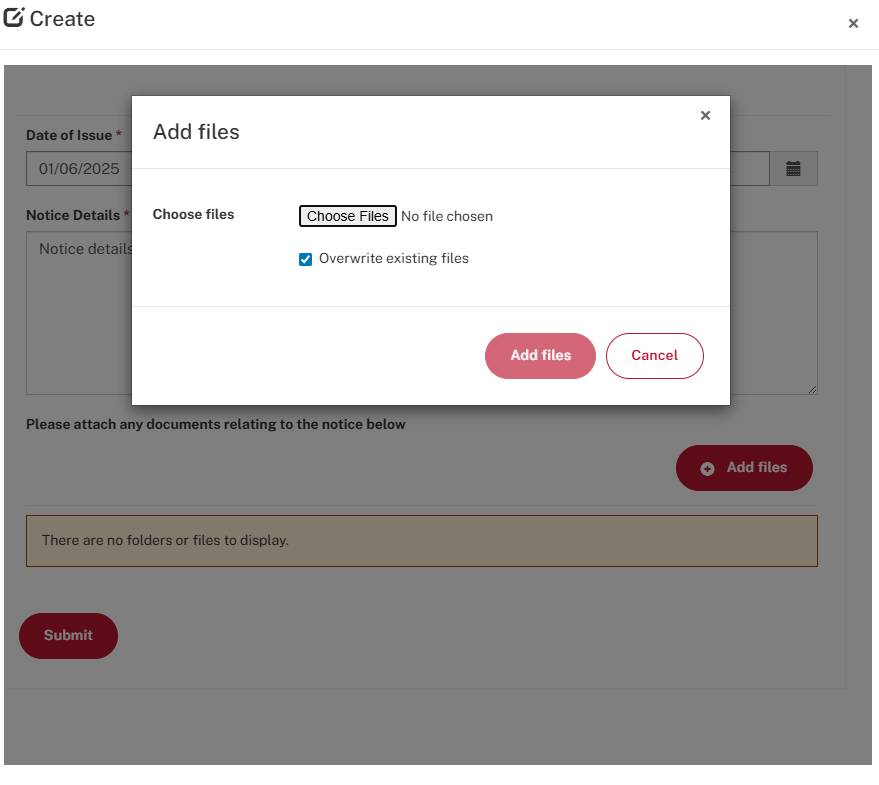 Create
×
Add files
×
Date of Issue *
01/06/2025
Notice Details *
Notice details
Choose files
Choose Files No file chosen
Overwrite existing files
Add files
Cancel
Please attach any documents relating to the notice below
Add files
There are no folders or files to display.
Submit